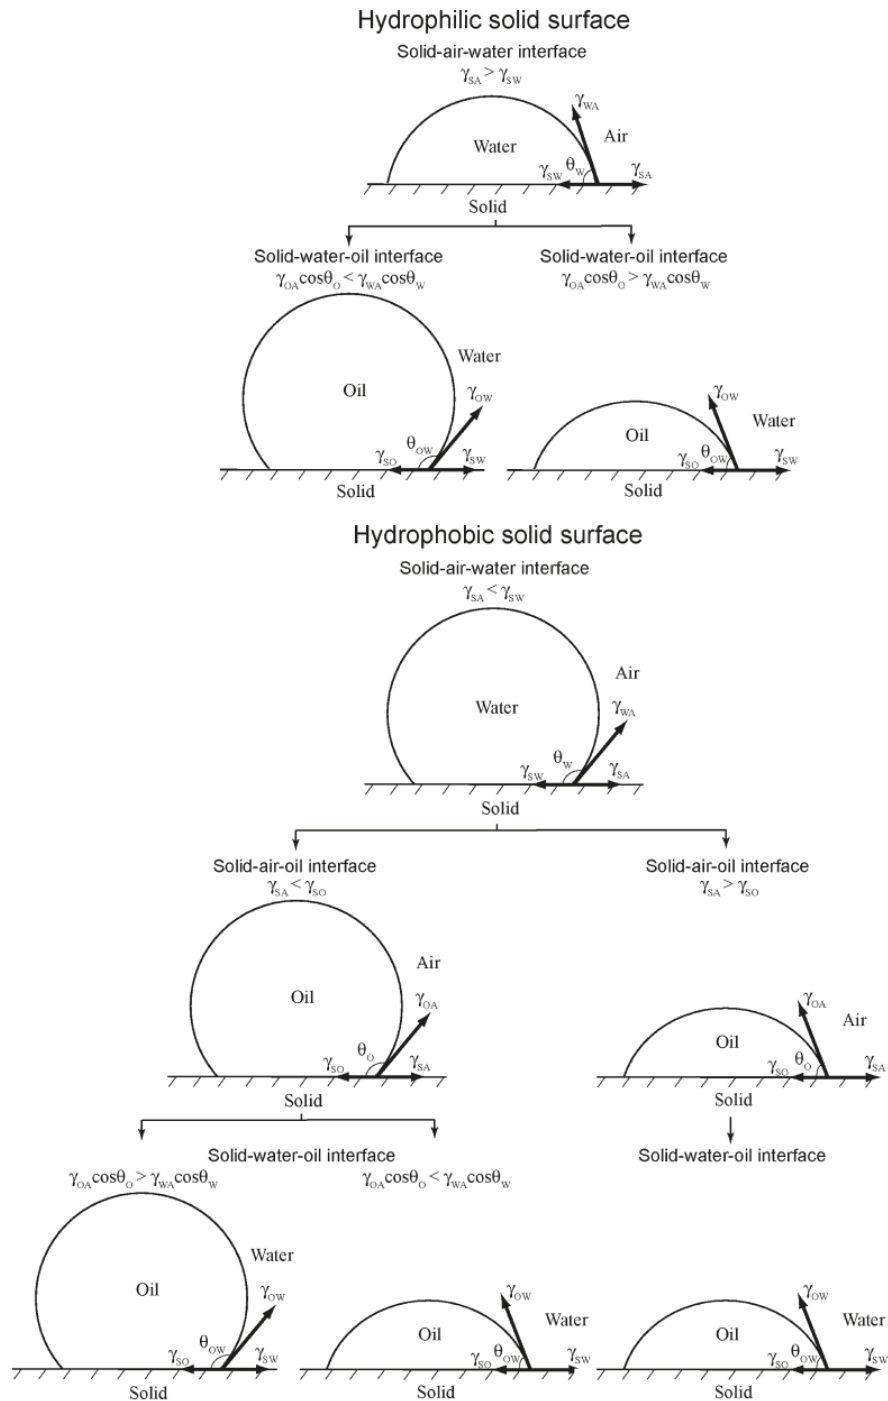 Hydrophilic solid surface
Solid-air-water interface
γSA > γSW
γWA
Air
Water
γSW θW γSA
Solid
Solid-water-oil interface
γOAcosθO < γWAcosθW
Solid-water-oil interface
γOAcosθO > γWAcosθW
Water
Oil
γOW
θOW
γSO γSW
Solid
γOW
Water
Oil
γSO θOW γSW
Solid
Hydrophobic solid surface
Solid-air-water interface
γSA < γSW
Air
Water
γWA
θW
γSW γSA
Solid
Solid-air-oil interface
γSA < γSO
Solid-air-oil interface
γSA > γSO
Air
Oil
γOA
θO
γSO γSA
Solid
γOA
Air
Oil
γSO θO γSA
Solid
Solid-water-oil interface
γOAcosθO > γWAcosθW
γOAcosθO < γWAcosθW
Solid-water-oil interface
Water
Oil
γOW
θOW
γSO γSW
Solid
γOW
Water
Oil
γSO θOW γSW
Solid
γOW
Water
Oil
γSO θOW γSW
Solid